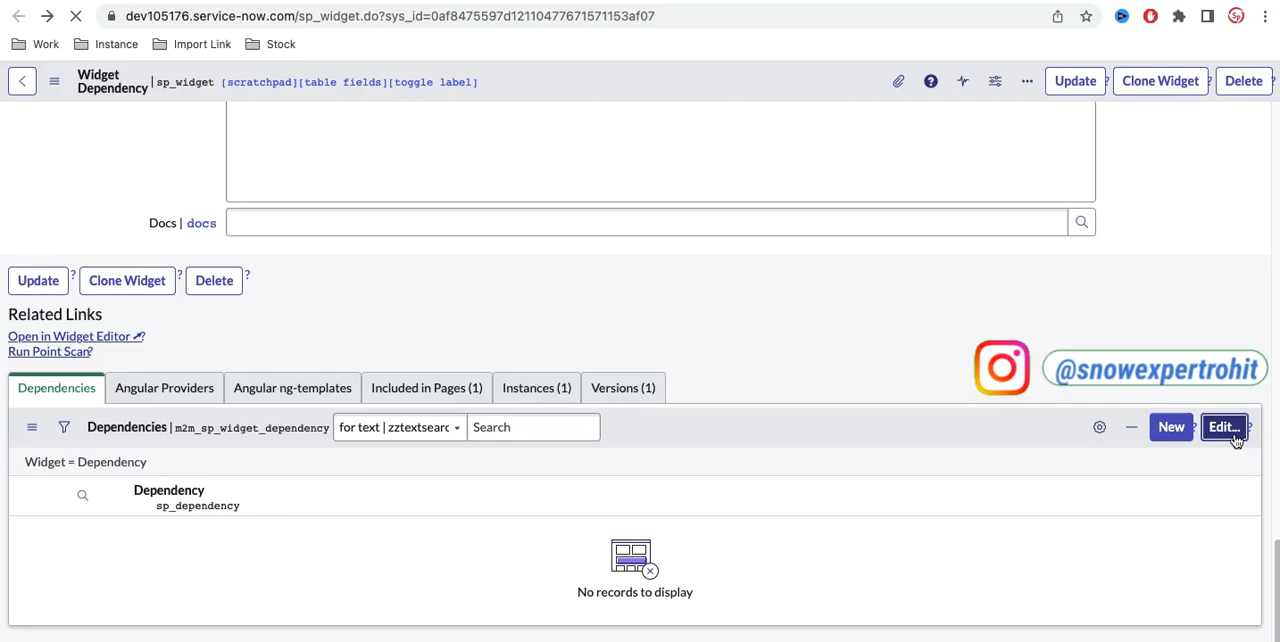 dev105176.service-now.com/sp_widget.do?sys_id=0af8475597d12110477671571153af07
Sp
Work Instance Import Link Stock
Widget
Dependency | sp_widget [scratchpad][table fields][toggle label]
? Update ? Clone Widget ? Delete ?
Docs | docs
Update ? Clone Widget ? Delete ?
Related Links
Open in Widget Editor ?
Run Point Scan?
@snowexpertrohit
Dependencies Angular Providers Angular ng-templates Included in Pages (1) Instances (1) Versions (1)
Dependencies | m2m_sp_widget_dependency for text | zztextsearc Search New ? Edit... ?
Widget = Dependency
Dependency
sp_dependency
No records to display